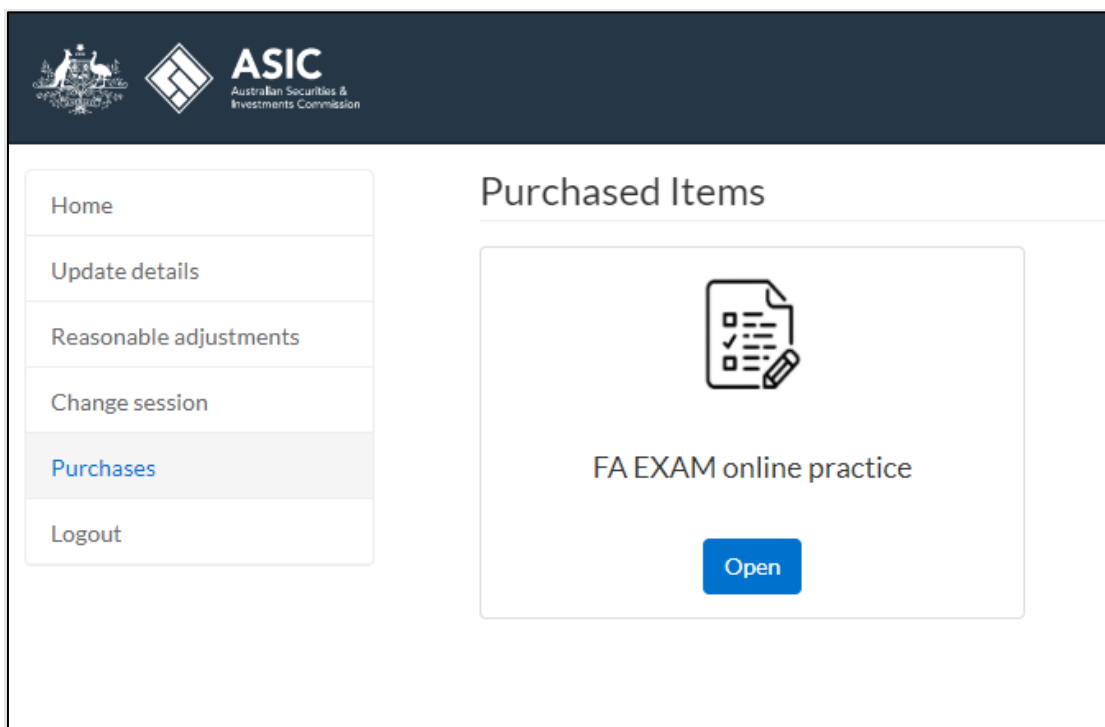 ASIC
Australian Securities &
Investments Commission
Home
Update details
Reasonable adjustments
Change session
Purchases
Logout
Purchased Items
FA EXAM online practice
Open